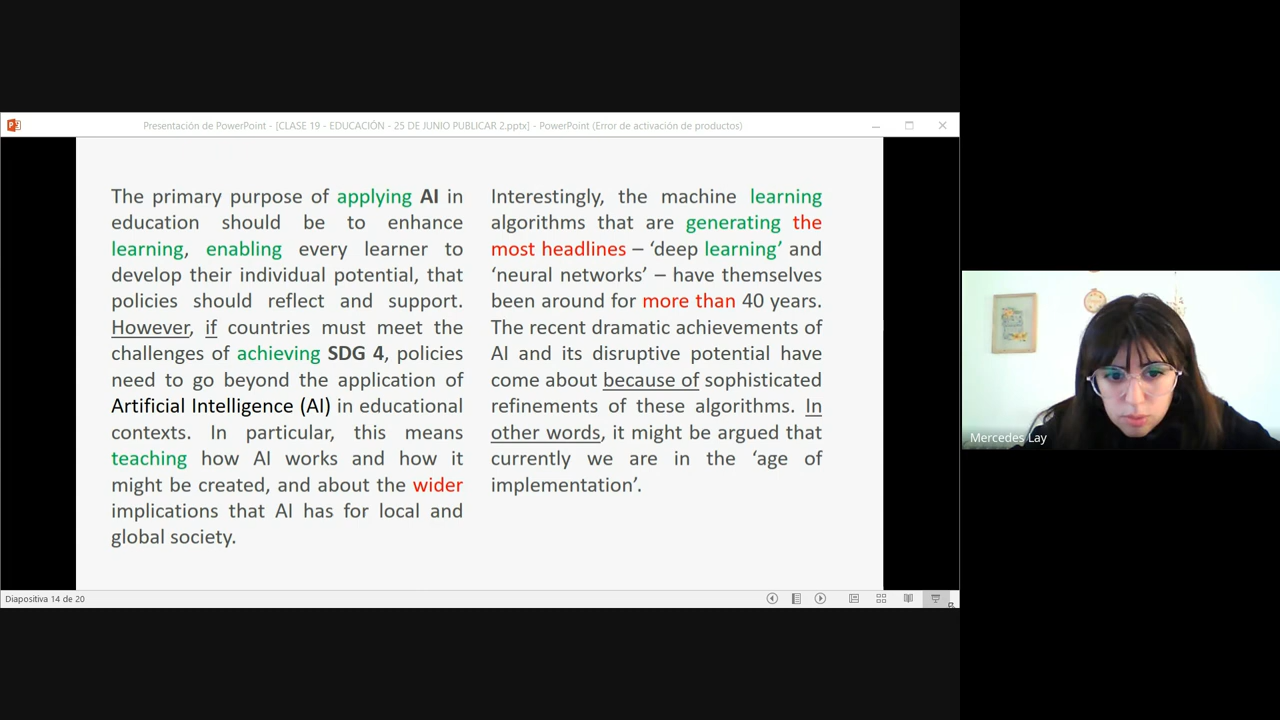 Presentación de PowerPoint - [CLASE 19 - EDUCACIÓN - 25 DE JUNIO PUBLICAR 2.pptx] - PowerPoint (Error de activación de productos)
The primary purpose of applying AI in
education should be to enhance
learning, enabling every learner to
develop their individual potential, that
policies should reflect and support.
However, if countries must meet the
challenges of achieving SDG 4, policies
need to go beyond the application of
Artificial Intelligence (AI) in educational
contexts. In particular, this means
teaching how AI works and how it
might be created, and about the wider
implications that AI has for local and
global society.
Interestingly, the machine learning
algorithms that are generating the
most headlines – ‘deep learning’ and
‘neural networks’ – have themselves
been around for more than 40 years.
The recent dramatic achievements of
AI and its disruptive potential have
come about because of sophisticated
refinements of these algorithms. In
other words, it might be argued that
currently we are in the ‘age of
implementation’.
Diapositiva 14 de 20
Mercedes Lay